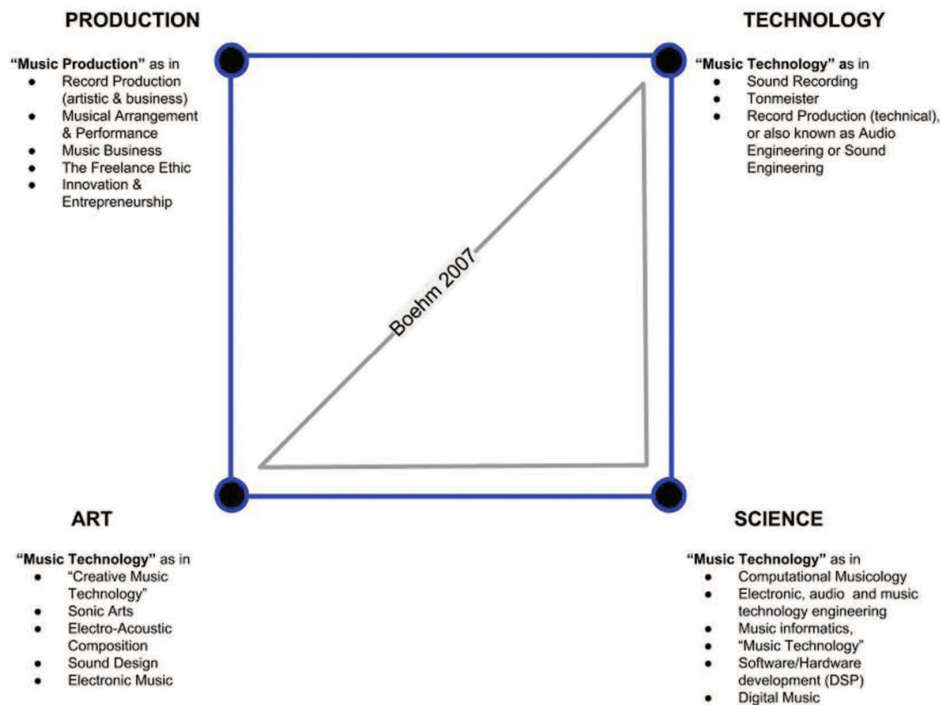 PRODUCTION
"Music Production" as in
● Record Production
(artistic & business)
● Musical Arrangement
& Performance
● Music Business
● The Freelance Ethic
● Innovation &
Entrepreneurship
TECHNOLOGY
“Music Technology” as in
● Sound Recording
● Tonmeister
● Record Production (technical),
or also known as Audio
Engineering or Sound
Engineering
Boehm 2007
ART
“Music Technology” as in
● “Creative Music
Technology”
● Sonic Arts
● Electro-Acoustic
Composition
● Sound Design
● Electronic Music
SCIENCE
“Music Technology” as in
● Computational Musicology
● Electronic, audio and music
technology engineering
● Music informatics,
● “Music Technology”
● Software/Hardware
development (DSP)
● Digital Music